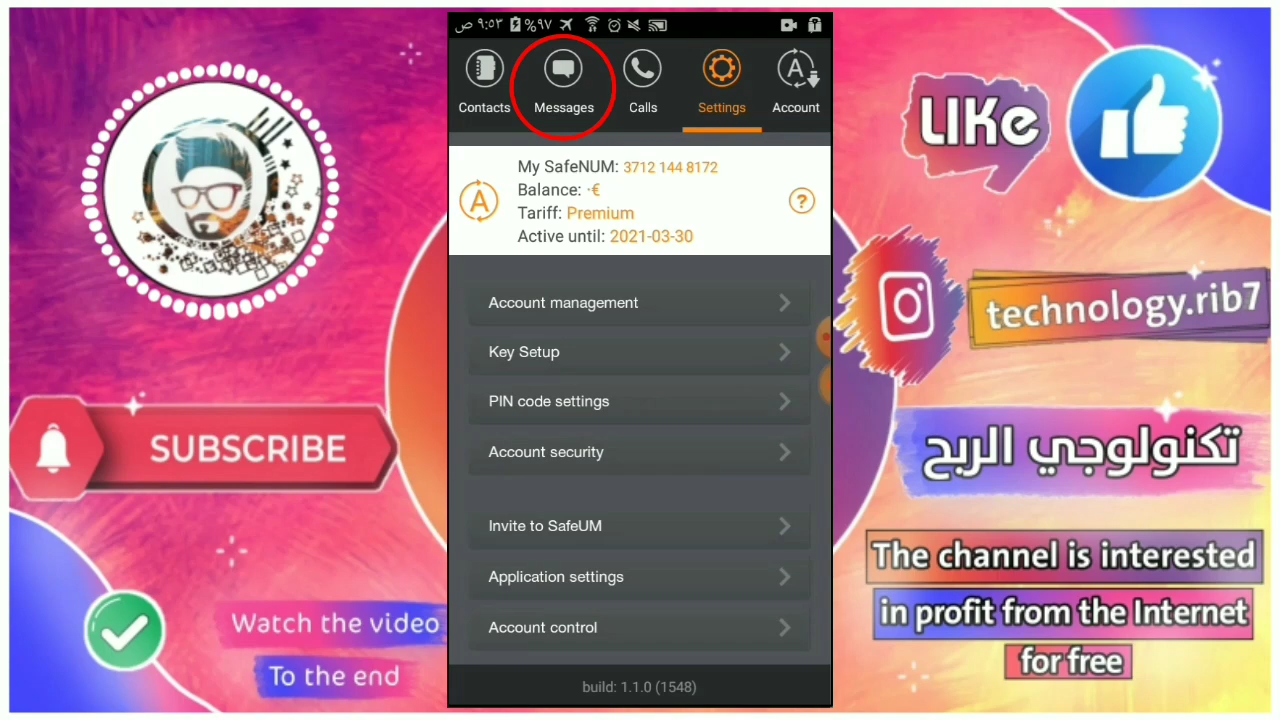 ٩:٥٣ ص
%٩٧
Contacts
Messages
Calls
Settings
Account
My SafeNUM: 3712 144 8172
Balance: -€
Tariff: Premium
Active until: 2021-03-30
?
Account management
Key Setup
PIN code settings
Account security
Invite to SafeUM
Application settings
Account control
build: 1.1.0 (1548)
SUBSCRIBE
Watch the video
To the end
LIKe
technology.rib7
تكنولوجي الربح
The channel is interested
in profit from the Internet
for free